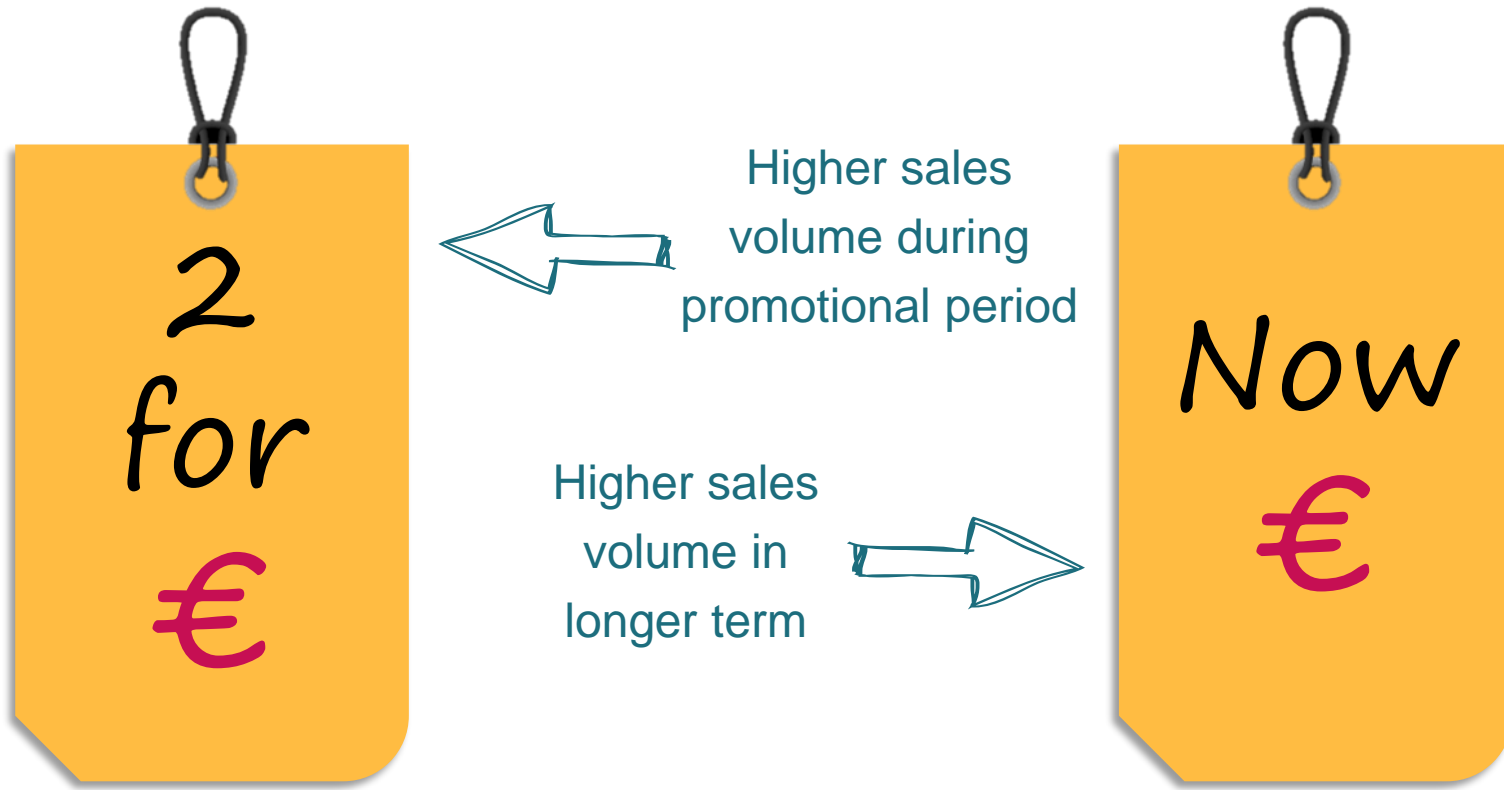 2
for
€
Higher sales
volume during
promotional period
Higher sales
volume in
longer term
Now
€